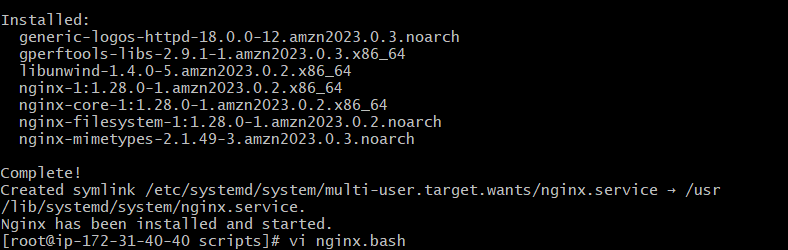 Installed:
generic-logos-httpd-18.0.0-12.amzn2023.0.3.noarch
gperftools-libs-2.9.1-1.amzn2023.0.3.x86_64
libunwind-1.4.0-5.amzn2023.0.2.x86_64
nginx-1:1.28.0-1.amzn2023.0.2.x86_64
nginx-core-1:1.28.0-1.amzn2023.0.2.x86_64
nginx-filesystem-1:1.28.0-1.amzn2023.0.2.noarch
nginx-mimetypes-2.1.49-3.amzn2023.0.3.noarch
Complete!
Created symlink /etc/systemd/system/multi-user.target.wants/nginx.service → /usr
/lib/systemd/system/nginx.service.
Nginx has been installed and started.
[root@ip-172-31-40-40 scripts]# vi nginx.bash